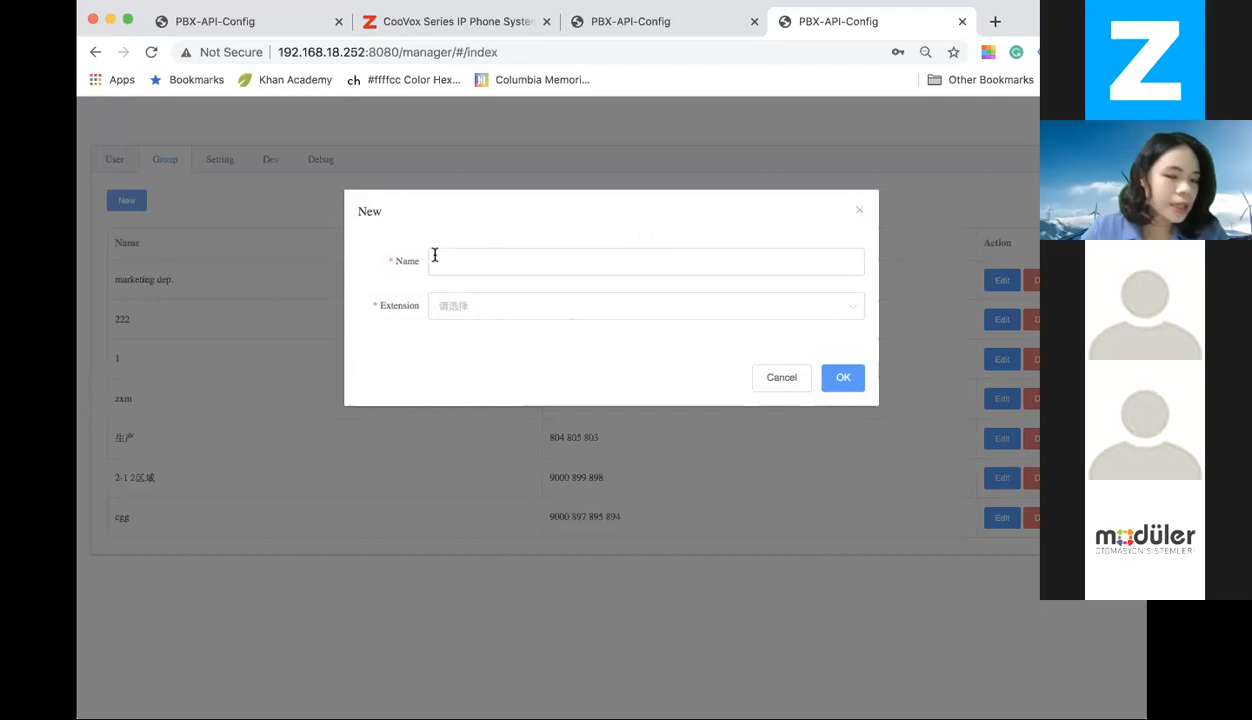 PBX-API-Config
CooVox Series IP Phone System
PBX-API-Config
PBX-API-Config
Not Secure
192.168.18.252:8080/manager/#/index
Apps
Bookmarks
Khan Academy
ch
#ffffcc Color Hex...
Columbia Memori...
Other Bookmarks
User
Group
Setting
Dev
Debug
New
New
* Name
* Extension
请选择
Cancel
OK
Name
Action
marketing dep.
Edit
D
222
Edit
D
1
Edit
D
zxm
Edit
D
生产
804 805 803
Edit
D
2-1 2区域
9000 899 898
Edit
D
cgg
9000 897 895 894
Edit
D
Z
modüler
OTOMASYON SİSTEMLERİ